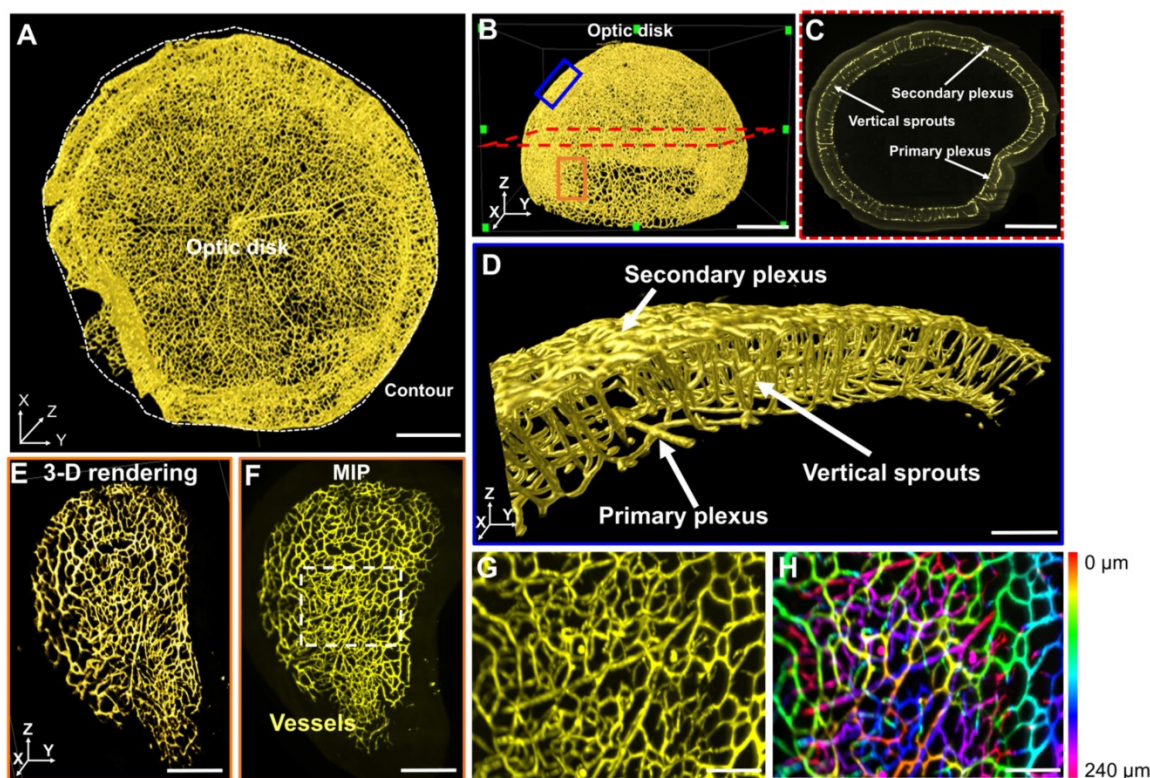 A
Optic disk
Contour
X
Z
Y
B
Optic disk
Z
X
Y
C
Secondary plexus
Vertical sprouts
Primary plexus
D
Secondary plexus
Vertical sprouts
Primary plexus
Z
X
Y
E
3-D rendering
Z
X
Y
F
MIP
Vessels
G
H
0 µm
240 µm